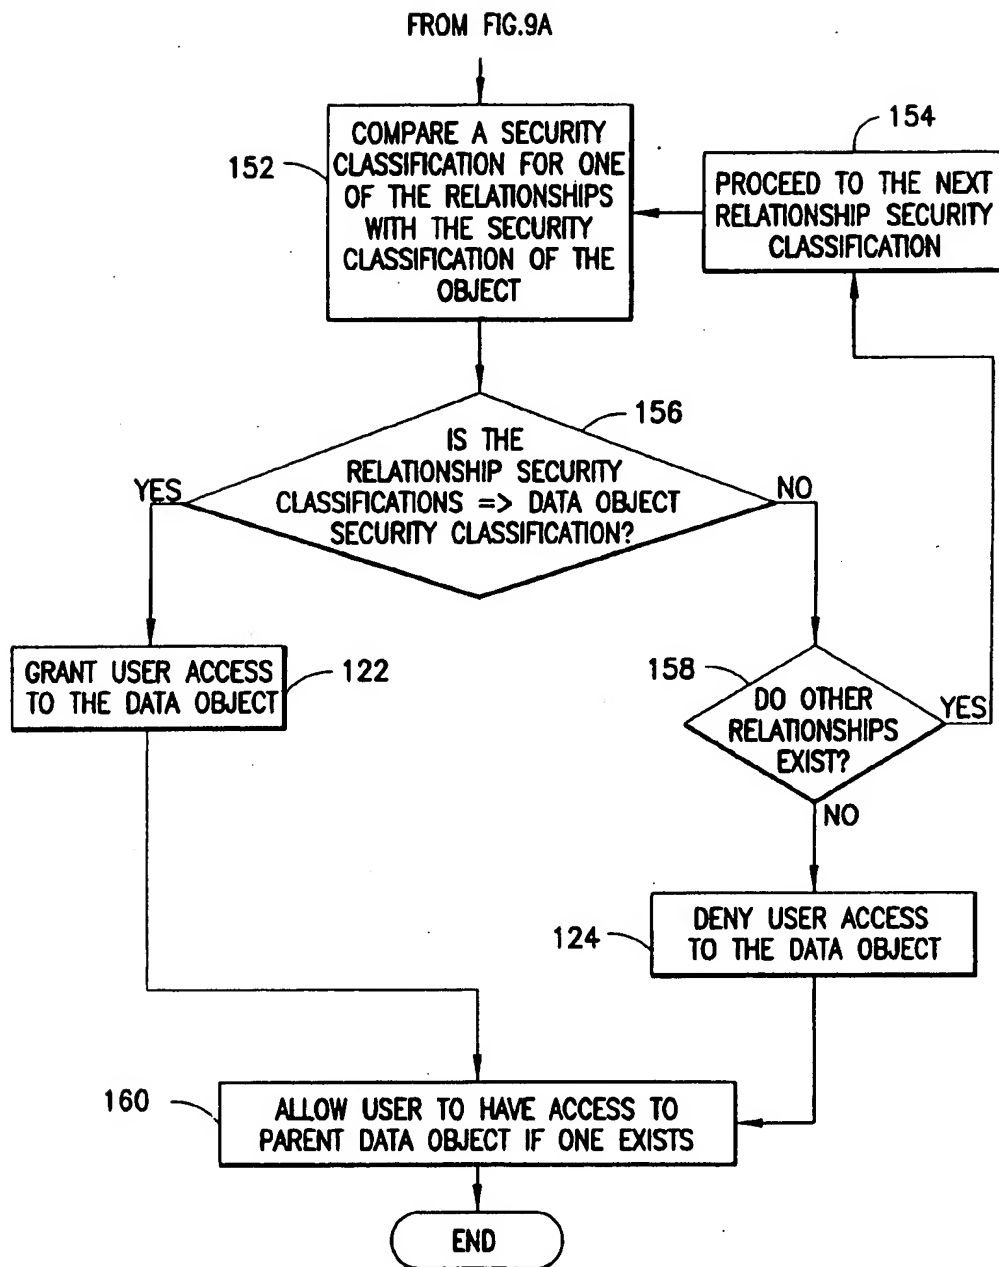 FROM FIG.9A
COMPARE A SECURITY
CLASSIFICATION FOR ONE
OF THE RELATIONSHIPS
WITH THE SECURITY
CLASSIFICATION OF THE
OBJECT
152
154
PROCEED TO THE NEXT
RELATIONSHIP SECURITY
CLASSIFICATION
156
IS THE
RELATIONSHIP SECURITY
CLASSIFICATIONS => DATA OBJECT
SECURITY CLASSIFICATION?
YES
NO
GRANT USER ACCESS
TO THE DATA OBJECT
122
158
DO OTHER
RELATIONSHIPS
EXIST?
YES
NO
DENY USER ACCESS
TO THE DATA OBJECT
124
160
ALLOW USER TO HAVE ACCESS TO
PARENT DATA OBJECT IF ONE EXISTS
END